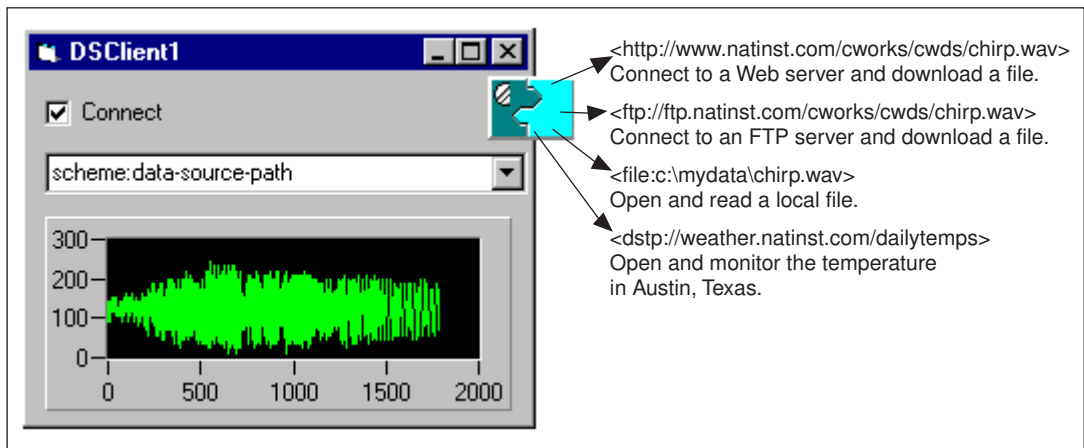 DSClient1
Connect
scheme:data-source-path
300
200
100
0
0 500 1000 1500 2000
<http://www.natinst.com/cworks/cwds/chirp.wav>
Connect to a Web server and download a file.
<ftp://ftp.natinst.com/cworks/cwds/chirp.wav>
Connect to an FTP server and download a file.
<file:c:\mydata\chirp.wav>
Open and read a local file.
<dstp://weather.natinst.com/dailytemps>
Open and monitor the temperature
in Austin, Texas.